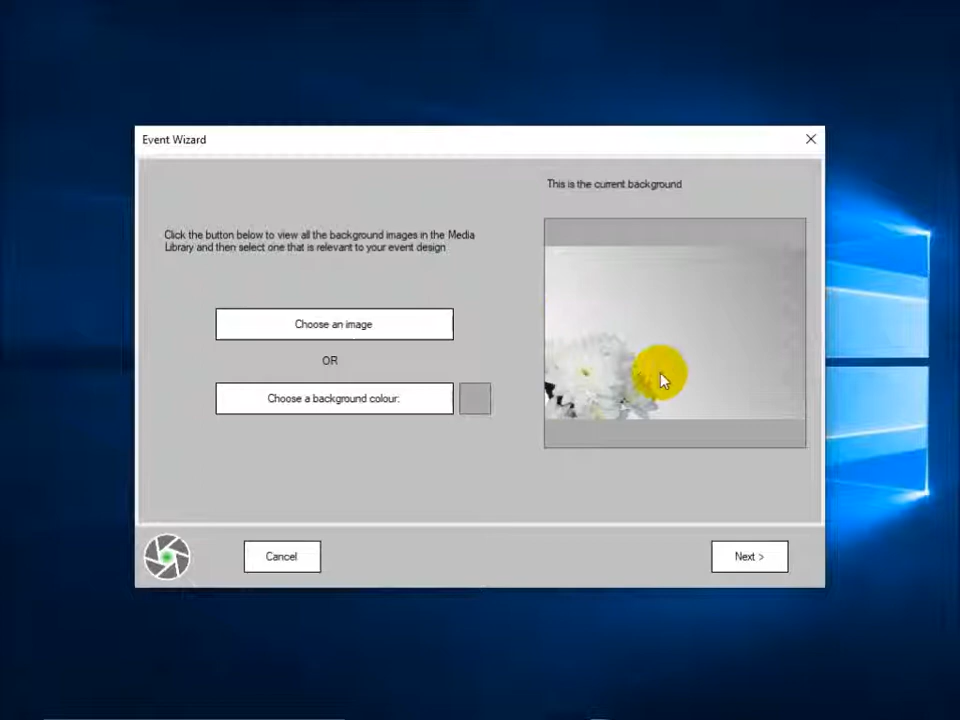 Event Wizard
This is the current background
Click the button below to view all the background images in the Media
Library and then select one that is relevant to your event design
Choose an image
OR
Choose a background colour:
Cancel
Next >